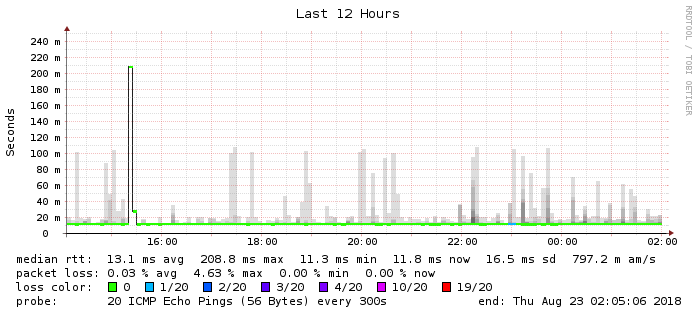 Last 12 Hours
RRDTOOL / TOBI OETIKER
Seconds
240 m
220 m
200 m
180 m
160 m
140 m
120 m
100 m
80 m
60 m
40 m
20 m
0
16:00 18:00 20:00 22:00 00:00 02:00
median rtt: 13.1 ms avg 208.8 ms max 11.3 ms min 11.8 ms now 16.5 ms sd 797.2 m am/s
packet loss: 0.03 % avg 4.63 % max 0.00 % min 0.00 % now
loss color: 0 1/20 2/20 3/20 4/20 10/20 19/20
probe: 20 ICMP Echo Pings (56 Bytes) every 300s end: Thu Aug 23 02:05:06 2018